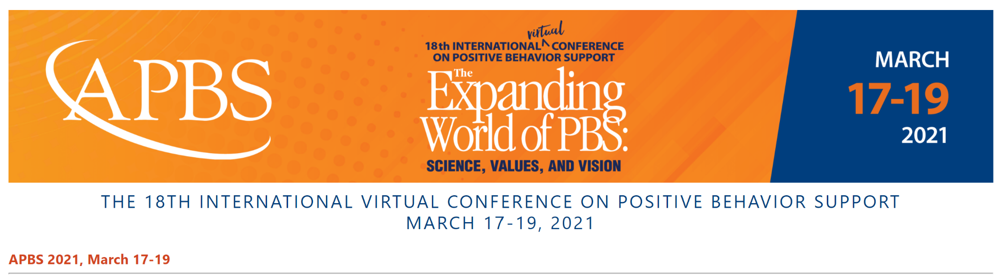 APBS
virtual
18th INTERNATIONAL^CONFERENCE
ON POSITIVE BEHAVIOR SUPPORT
The
Expanding
World of PBS:
SCIENCE, VALUES, AND VISION
MARCH
17-19
2021
THE 18TH INTERNATIONAL VIRTUAL CONFERENCE ON POSITIVE BEHAVIOR SUPPORT
MARCH 17-19, 2021
APBS 2021, March 17-19